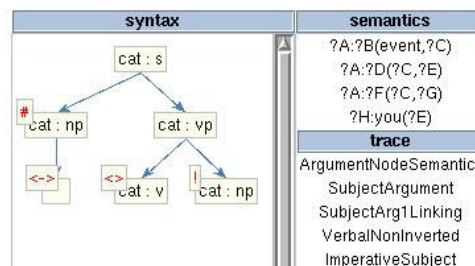 syntax
cat : s
#
cat : np
cat : vp
<->
<>
cat : v
!
cat : np
semantics
?A:?B(event,?C)
?A:?D(?C,?E)
?A:?F(?C,?G)
?H:you(?E)
trace
ArgumentNodeSemantic
SubjectArgument
SubjectArg1Linking
VerbalNonInverted
ImperativeSubject